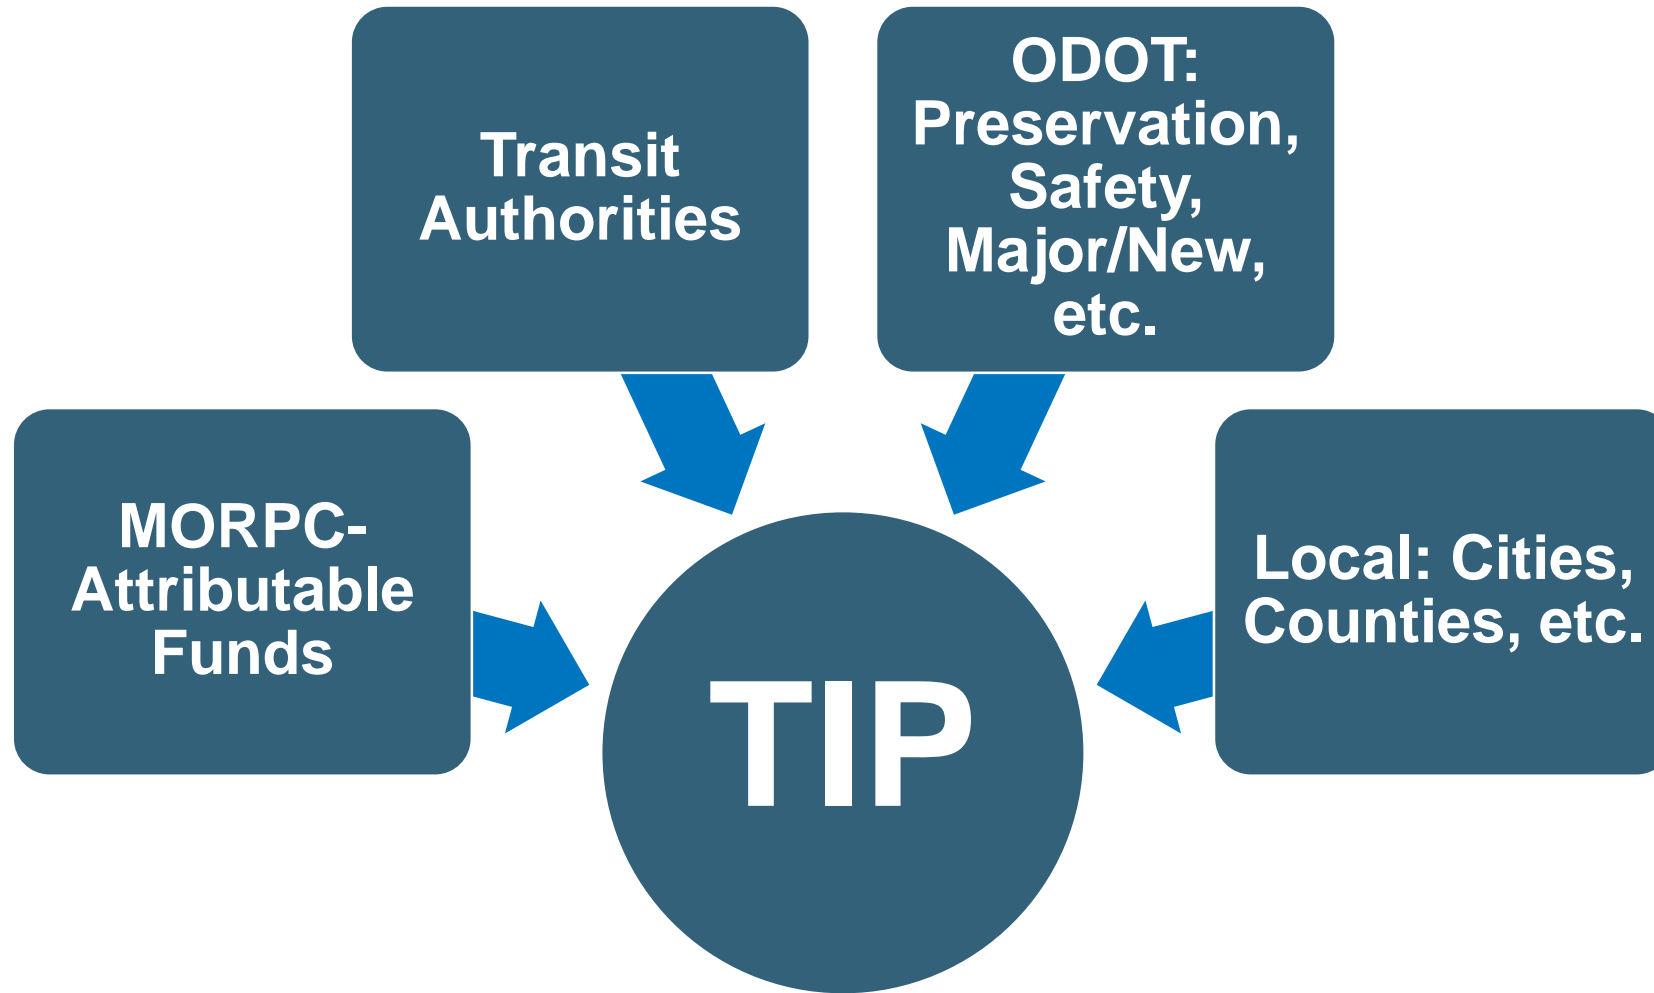 Transit
Authorities
ODOT:
Preservation,
Safety,
Major/New,
etc.
MORPC-
Attributable
Funds
Local: Cities,
Counties, etc.
TIP